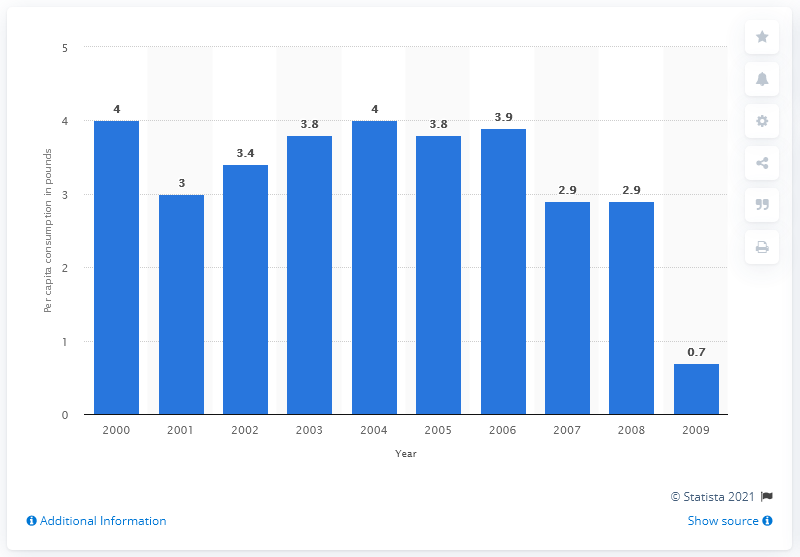 5
4
3
2
1
0
Per capita consumption in pounds
4
3
3.4
3.8
4
3.8
3.9
2.9
2.9
0.7
2000 2001 2002 2003 2004 2005 2006 2007 2008 2009
Year
© Statista 2021
Additional Information
Show source